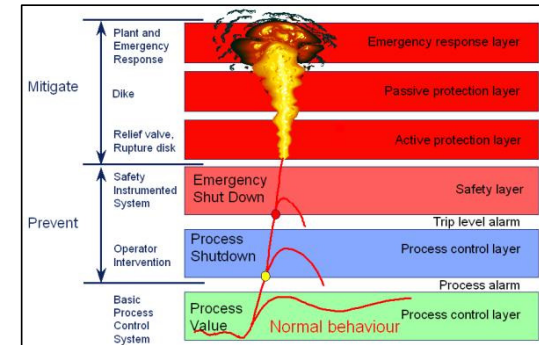 Plant and
Emergency
Response
Emergency response layer
Mitigate
Dike
Passive protection layer
Relief valve,
Rupture disk
Active protection layer
Safety
Instrumented
System
Emergency
Shut Down
Safety layer
Trip level alarm
Prevent
Operator
Intervention
Process
Shutdown
Process control layer
Process alarm
Basic
Process
Control
System
Process
Value
Normal behaviour
Process control layer